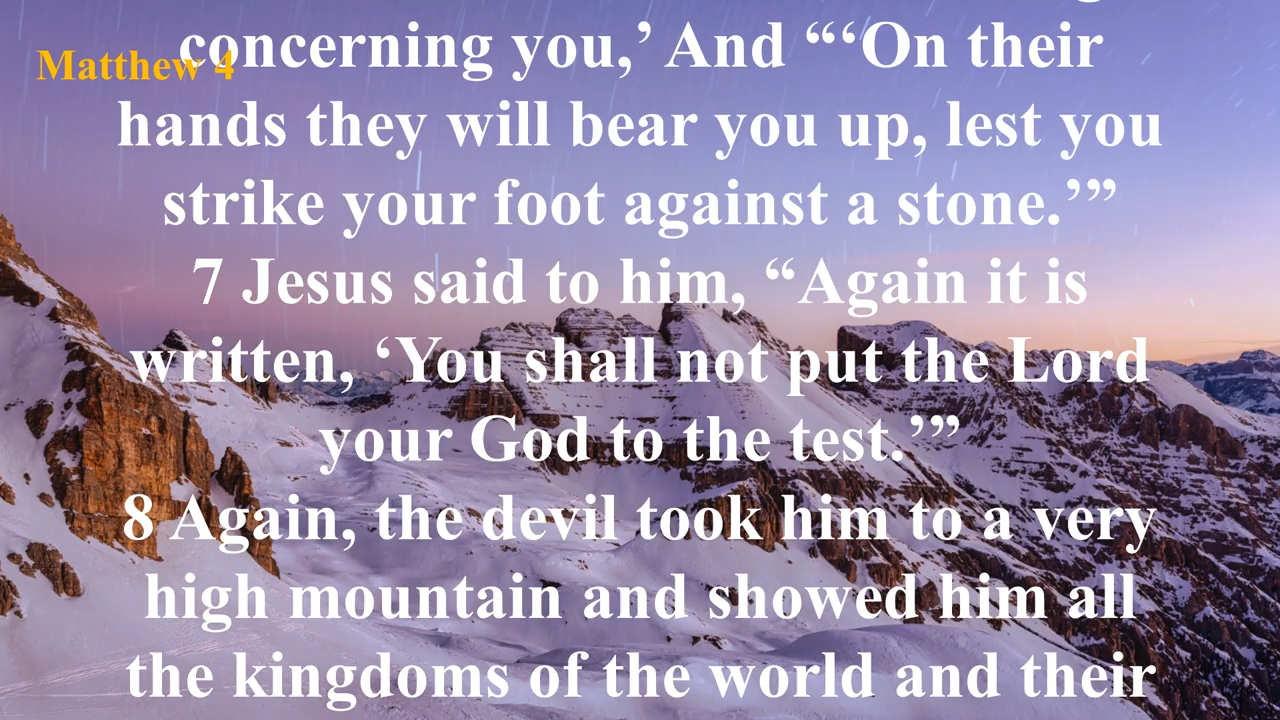 Matthew 4
concerning you,’ And “‘On their
hands they will bear you up, lest you
strike your foot against a stone.’”
7 Jesus said to him, “Again it is
written, ‘You shall not put the Lord
your God to the test.’”
8 Again, the devil took him to a very
high mountain and showed him all
the kingdoms of the world and their